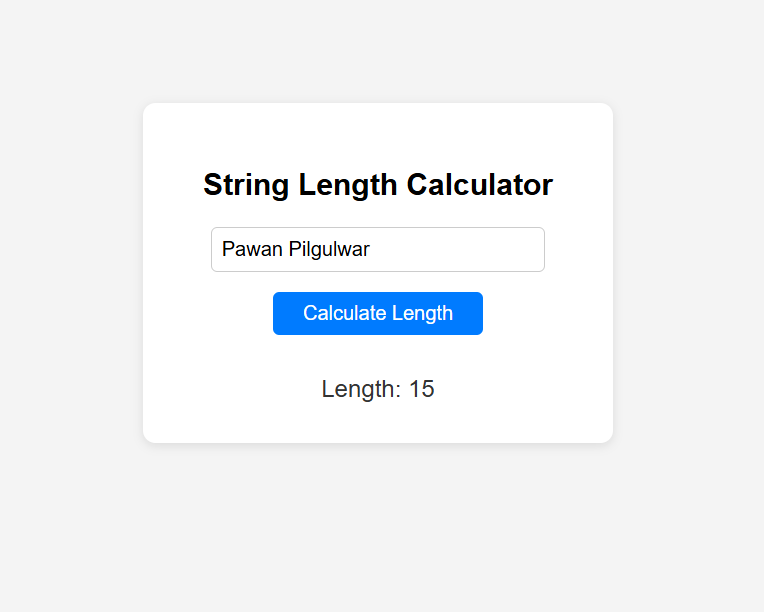 String Length Calculator
Pawan Pilgulwar
Calculate Length
Length: 15